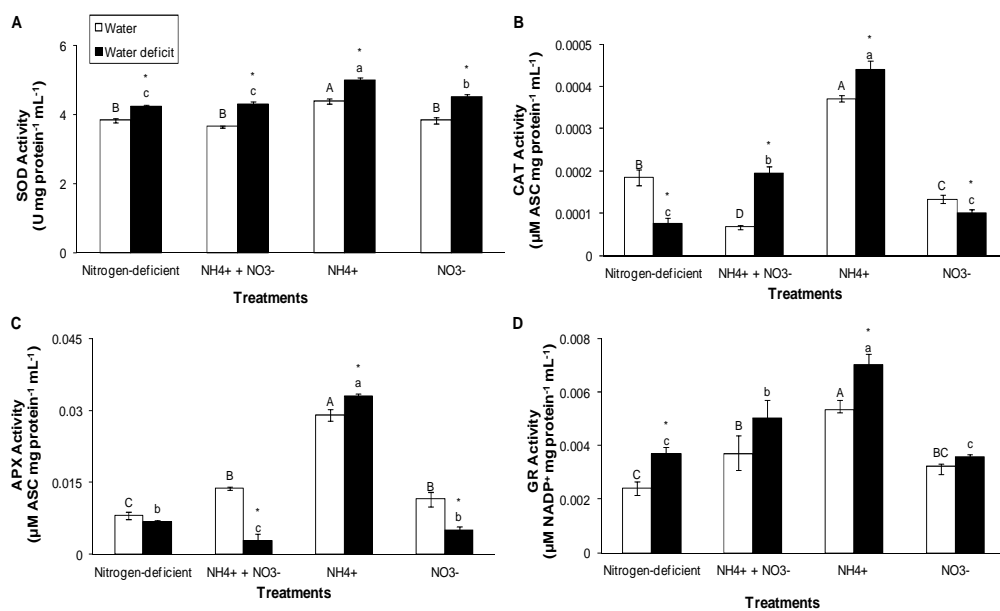 A
Water
Water deficit
SOD Activity
(U mg protein-1 mL-1)
6
4
2
0
B
*
c
B
*
c
A
*
a
B
*
b
Nitrogen-deficient
NH4+ + NO3-
NH4+
NO3-
Treatments
B
CAT Activity
(µM ASC mg protein-1 mL-1)
0.0005
0.0004
0.0003
0.0002
0.0001
0
B
*
c
D
*
b
A
*
a
C
*
c
Nitrogen-deficient
NH4+ + NO3-
NH4+
NO3-
Treatments
C
APX Activity
(µM ASC mg protein-1 mL-1)
0.045
0.03
0.015
0
C
b
B
*
c
A
*
a
B
*
b
Nitrogen-deficient
NH4+ + NO3-
NH4+
NO3-
Treatments
D
GR Activity
(µM NADP+ mg protein-1 mL-1)
0.008
0.006
0.004
0.002
0
C
*
c
B
b
A
*
a
BC
c
Nitrogen-deficient
NH4+ + NO3-
NH4+
NO3-
Treatments